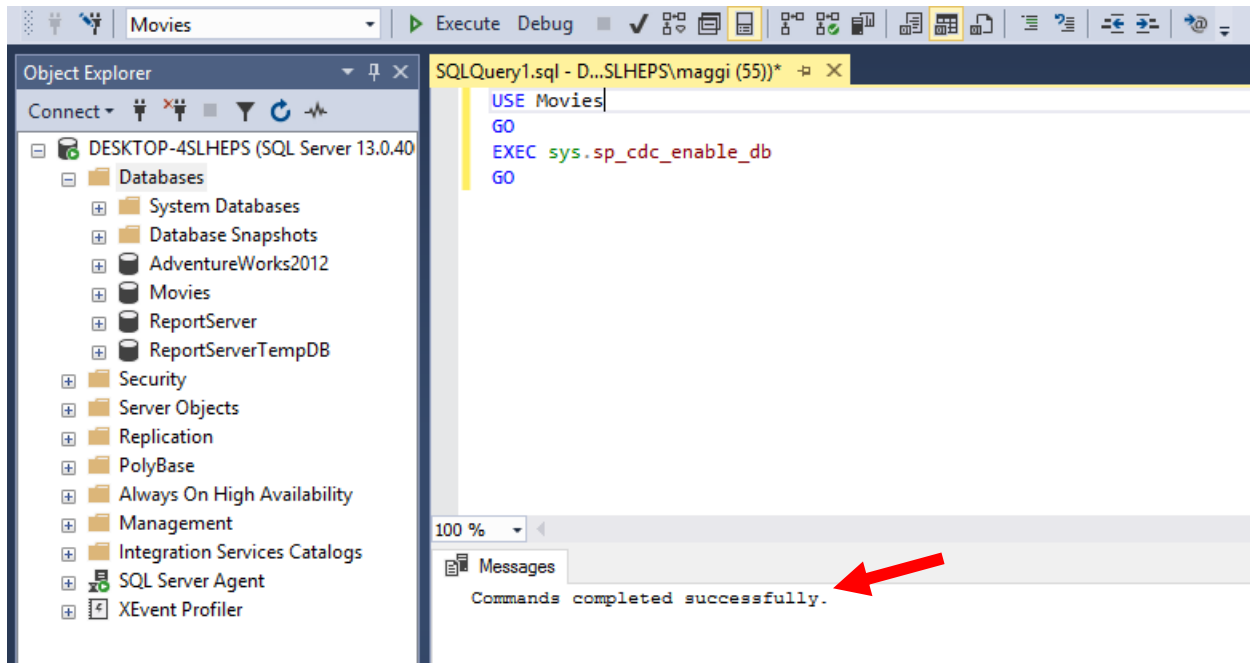 Movies
Execute Debug
Object Explorer
Connect
DESKTOP-4SLHEPS (SQL Server 13.0.40
Databases
System Databases
Database Snapshots
AdventureWorks2012
Movies
ReportServer
ReportServerTempDB
Security
Server Objects
Replication
PolyBase
Always On High Availability
Management
Integration Services Catalogs
SQL Server Agent
XEvent Profiler
SQLQuery1.sql - D...SLHEPS\maggi (55))*
USE Movies
GO
EXEC sys.sp_cdc_enable_db
GO
100 %
Messages
Commands completed successfully.